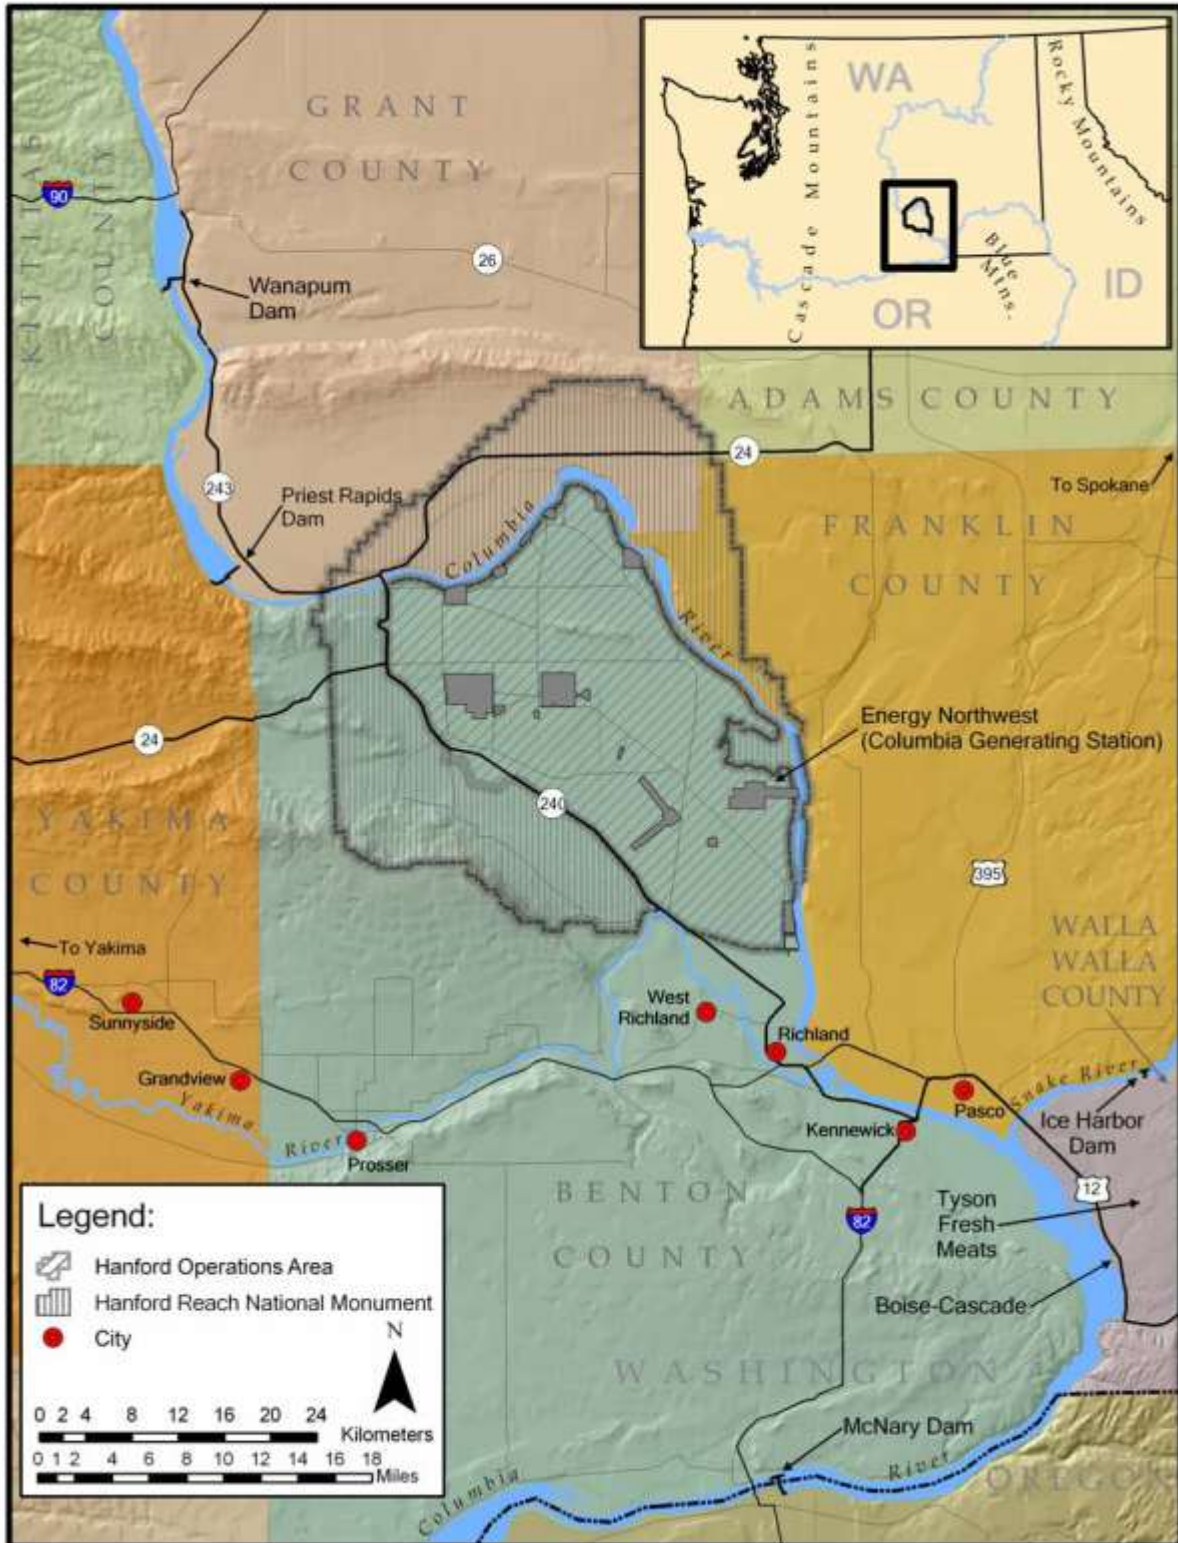 GRANT
COUNTY
KITTITAS
COUNTY
90
26
Wanapum
Dam
WA
OR
ID
Cascade Mountains
Rocky Mountains
Blue
Mtns.
ADAMS COUNTY
24
To Spokane
243
Priest Rapids
Dam
Columbia
River
FRANKLIN
COUNTY
Energy Northwest
(Columbia Generating Station)
24
240
YAKIMA
COUNTY
395
WALLA
WALLA
COUNTY
To Yakima
82
Sunnyside
Grandview
Yakima
River
Prosser
West
Richland
Richland
Kennewick
Pasco
Snake River
Ice Harbor
Dam
12
Tyson
Fresh
Meats
Boise-Cascade
BENTON
COUNTY
82
WASHINGTON
McNary Dam
Columbia
River
OREGON
Legend:
Hanford Operations Area
Hanford Reach National Monument
City
N
0 2 4 8 12 16 20 24
Kilometers
0 1 2 4 6 8 10 12 14 16 18
Miles